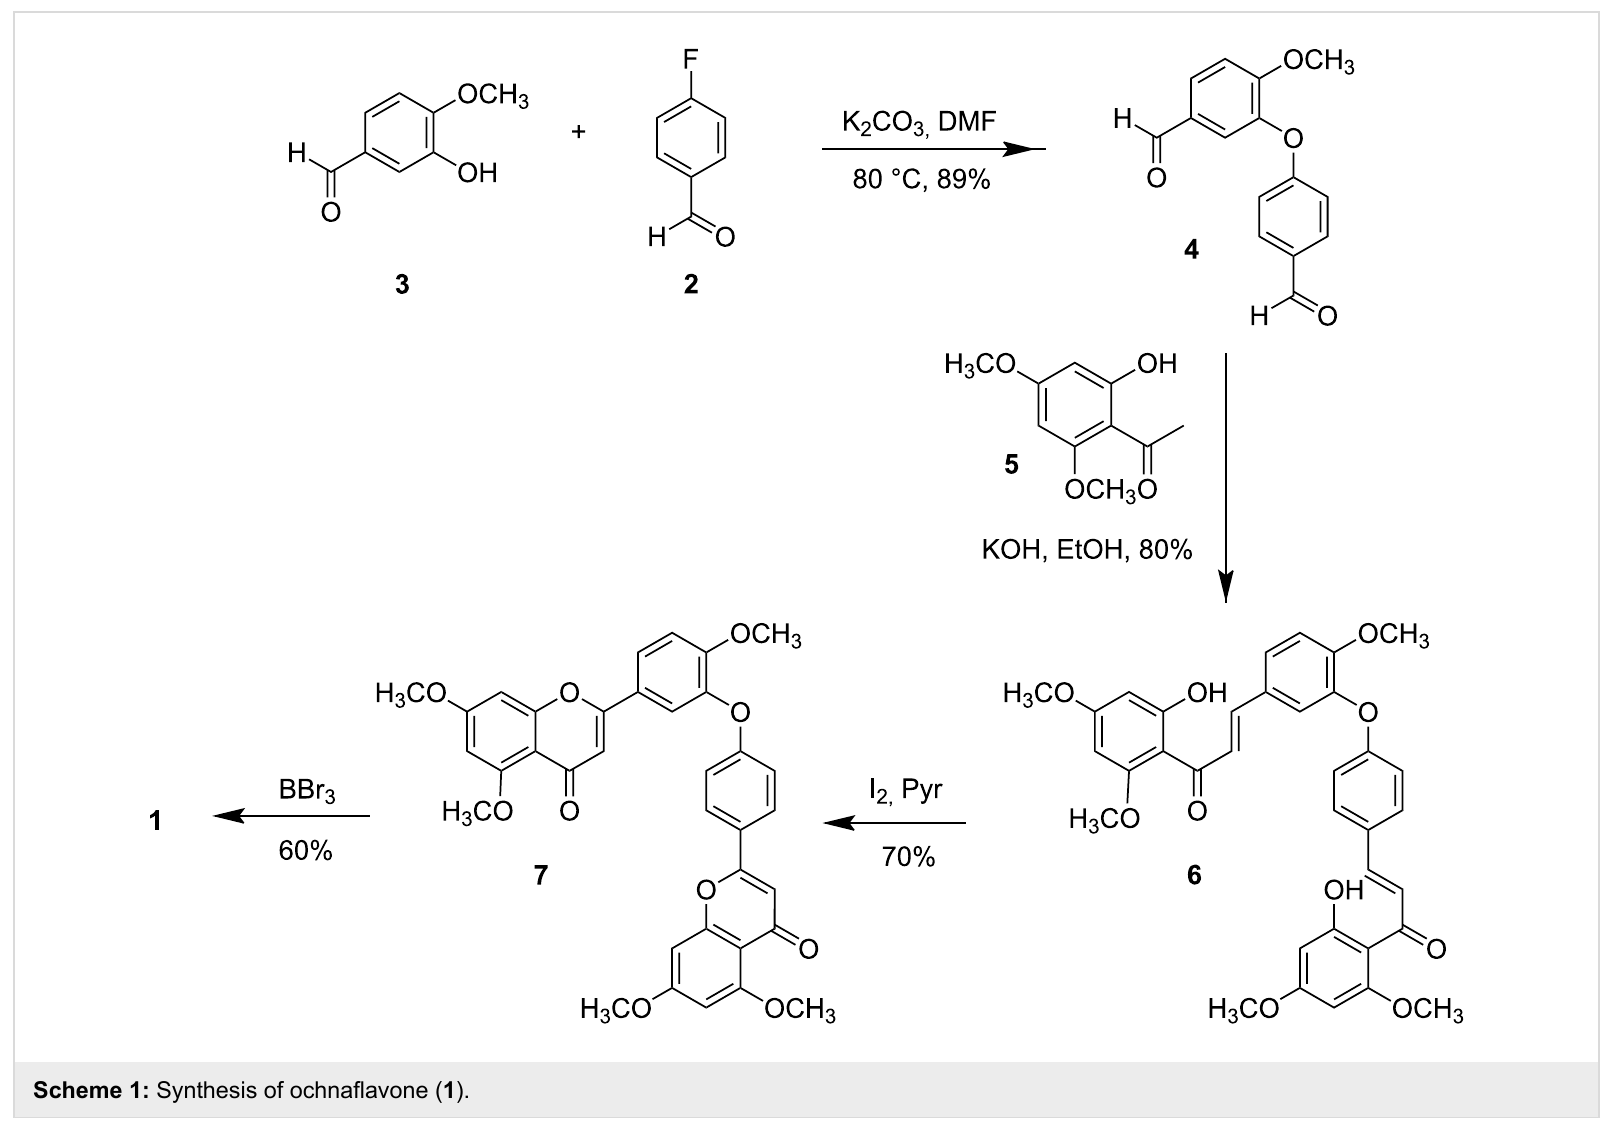 OCH₃
H
OH
O
3
+
F
H
O
2
K₂CO₃, DMF
80 °C, 89%
OCH₃
H
O
O
4
H
O
H₃CO
OH
5
OCH₃
O
KOH, EtOH, 80%
OCH₃
H₃CO
OH
O
O
H₃CO
6
OH
O
H₃CO
OCH₃
I₂, Pyr
70%
OCH₃
H₃CO
O
O
H₃CO
O
7
O
O
H₃CO
OCH₃
BBr₃
60%
1
Scheme 1: Synthesis of ochnaflavone (1).